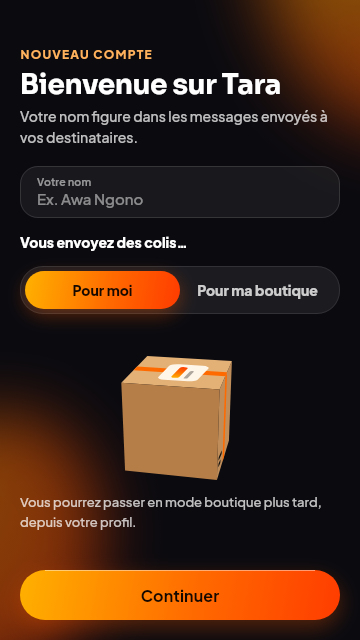 NOUVEAU COMPTE
Bienvenue sur Tara
Votre nom figure dans les messages envoyés à
vos destinataires.
Votre nom
Ex. Awa Ngono
Vous envoyez des colis...
Pour moi
Pour ma boutique
Vous pourrez passer en mode boutique plus tard,
depuis votre profil.
Continuer